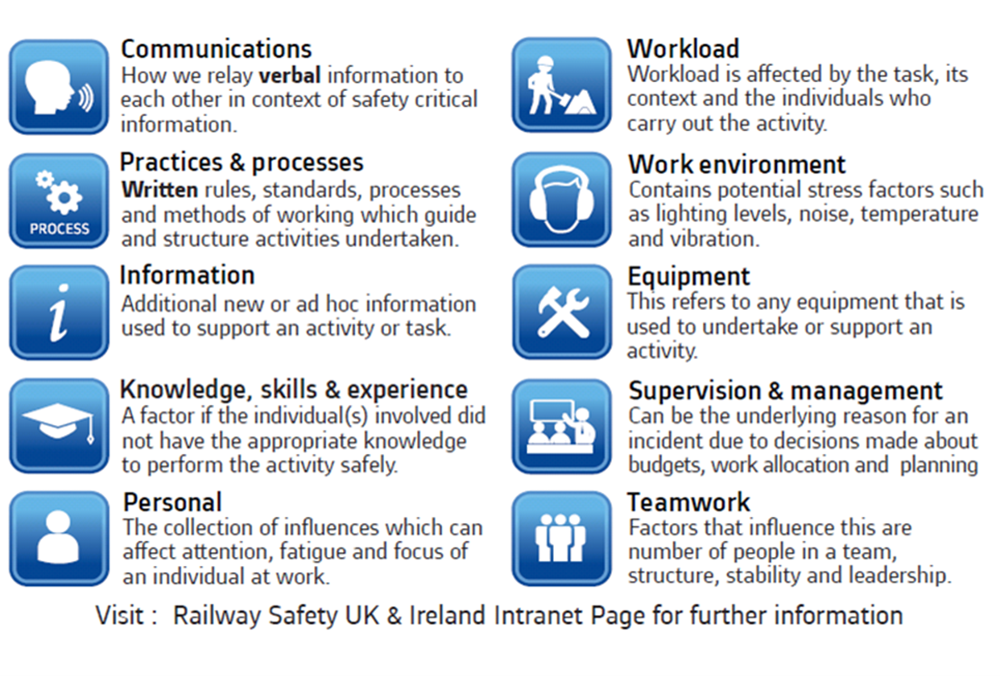 Communications
How we relay verbal information to
each other in context of safety critical
information.
PROCESS
Practices & processes
Written rules, standards, processes
and methods of working which guide
and structure activities undertaken.
i
Information
Additional new or ad hoc information
used to support an activity or task.
Knowledge, skills & experience
A factor if the individual(s) involved did
not have the appropriate knowledge
to perform the activity safely.
Personal
The collection of influences which can
affect attention, fatigue and focus of
an individual at work.
Workload
Workload is affected by the task, its
context and the individuals who
carry out the activity.
Work environment
Contains potential stress factors such
as lighting levels, noise, temperature
and vibration.
Equipment
This refers to any equipment that is
used to undertake or support an
activity.
Supervision & management
Can be the underlying reason for an
incident due to decisions made about
budgets, work allocation and  planning
Teamwork
Factors that influence this are
number of people in a team,
structure, stability and leadership.
Visit :  Railway Safety UK & Ireland Intranet Page for further information